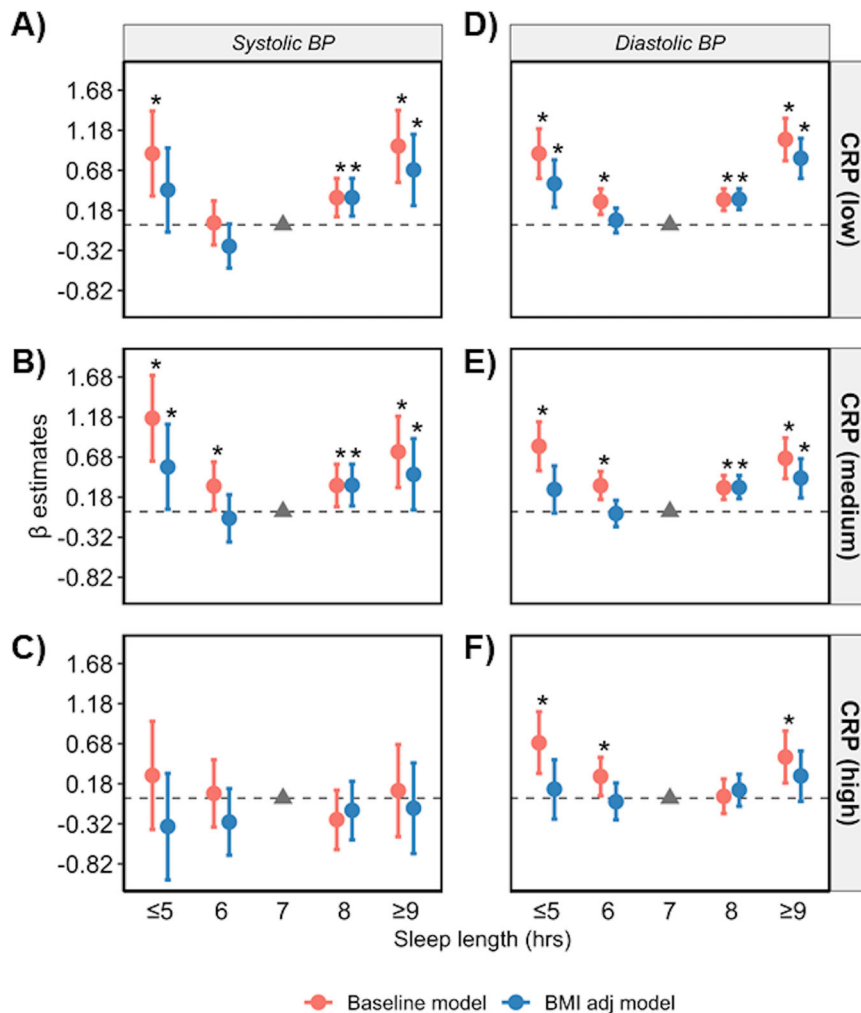 A)
Systolic BP
D)
Diastolic BP
1.68
1.18
0.68
0.18
-0.32
-0.82
* * * * *
* * * * * * *
CRP (low)
B)
E)
1.68
1.18
0.68
0.18
-0.32
-0.82
* * * * * * *
* * * * * *
β estimates
CRP (medium)
C)
F)
1.68
1.18
0.68
0.18
-0.32
-0.82
* * *
CRP (high)
≤5 6 7 8 ≥9
≤5 6 7 8 ≥9
Sleep length (hrs)
Baseline model
BMI adj model